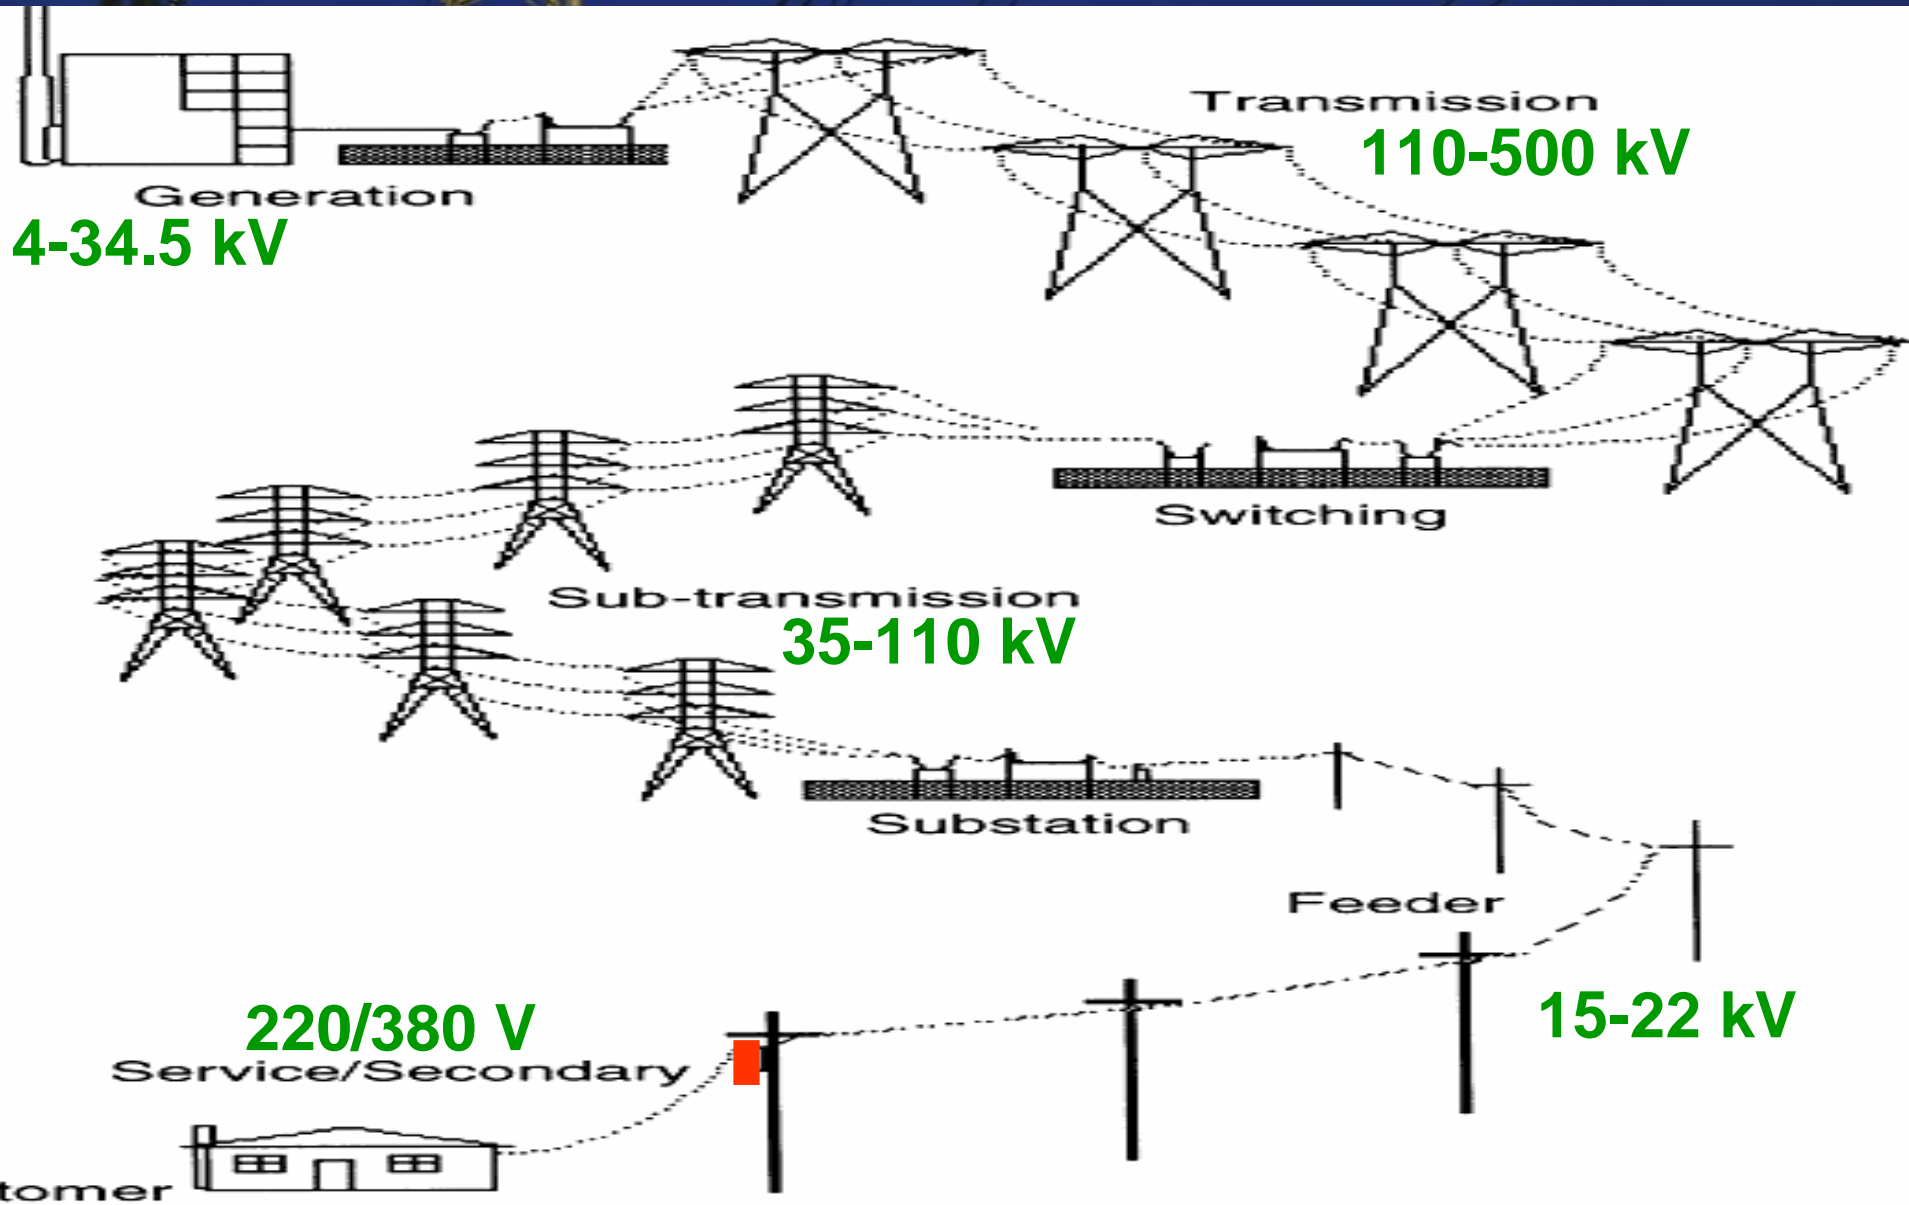 Transmission
110-500 kV
Generation
4-34.5 kV
Switching
Sub-transmission
35-110 kV
Substation
Feeder
15-22 kV
220/380 V
Service/Secondary
tomer